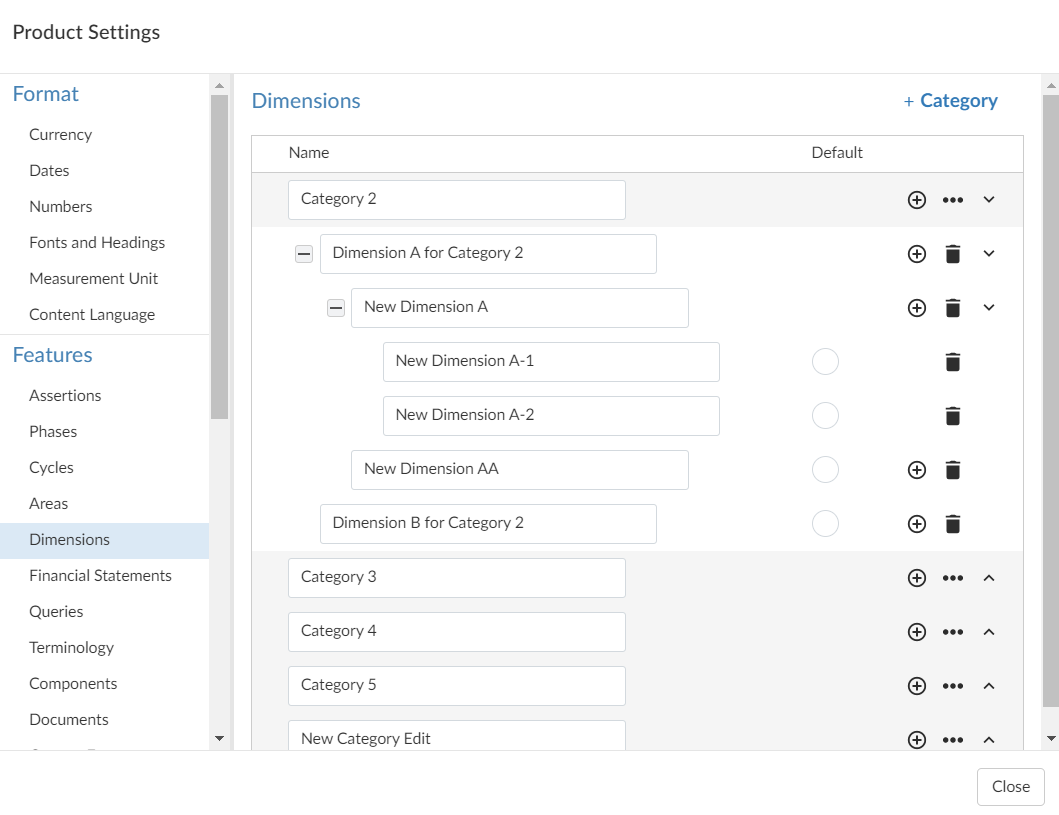 Product Settings
Format
Currency
Dates
Numbers
Fonts and Headings
Measurement Unit
Content Language
Features
Assertions
Phases
Cycles
Areas
Dimensions
Financial Statements
Queries
Terminology
Components
Documents
Dimensions
+ Category
Name Default
Category 2
Dimension A for Category 2
New Dimension A
New Dimension A-1
New Dimension A-2
New Dimension AA
Dimension B for Category 2
Category 3
Category 4
Category 5
New Category Edit
Close